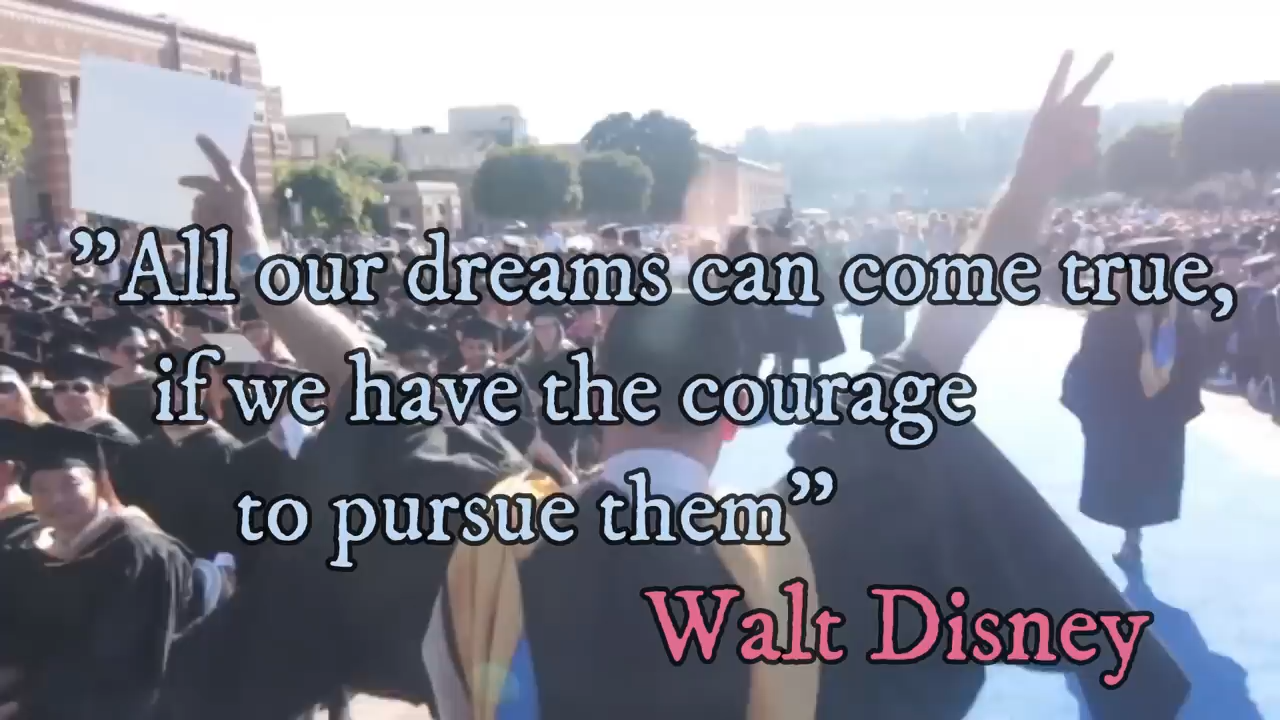 ”All our dreams can come true,
if we have the courage
to pursue them”
Walt Disney